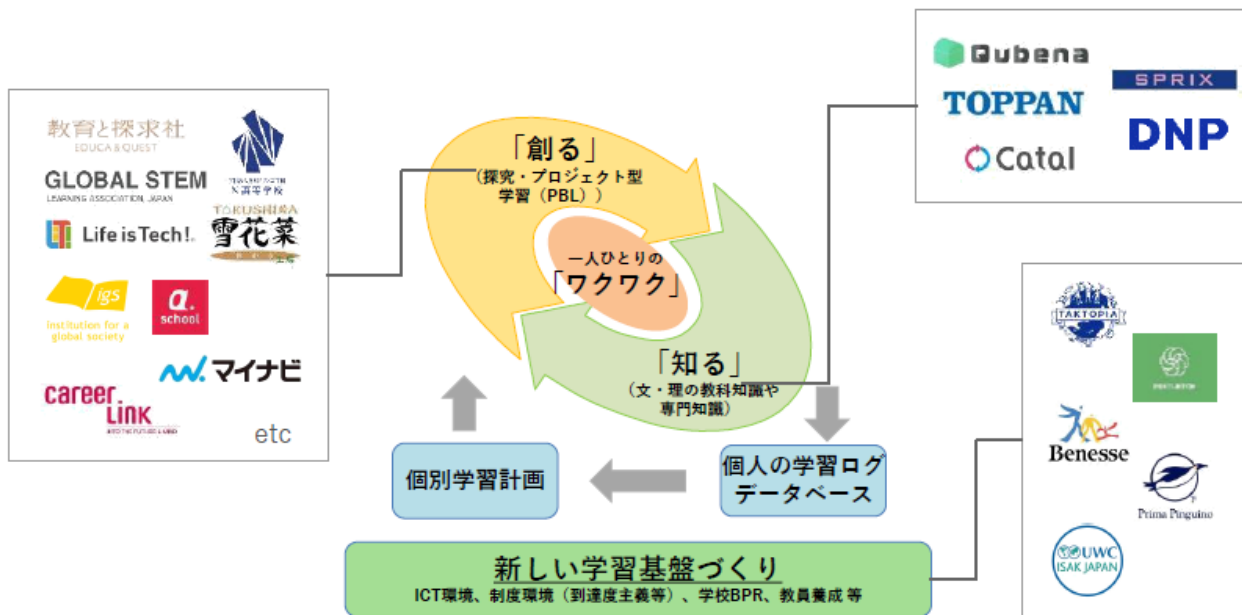 教育と探求社
EDUCA & QUEST
N高等学校
GLOBAL STEM
LEARNING ASSOCIATION, JAPAN
Life is Tech!
TOKUSHIMA
雪花菜
工房
igs
institution for a
global society
a.
school
マイナビ
career
LINK
etc
「創る」
（探究・プロジェクト型
学習（PBL））
一人ひとりの
「ワクワク」
「知る」
（文・理の教科知識や
専門知識）
個別学習計画
個人の学習ログ
データベース
新しい学習基盤づくり
ICT環境、制度環境（到達度主義等）、学校BPR、教員養成 等
Qubena
SPRIX
TOPPAN
DNP
Catal
TAKTOPIA
Benesse
Prima Pinguino
UWC
ISAK JAPAN